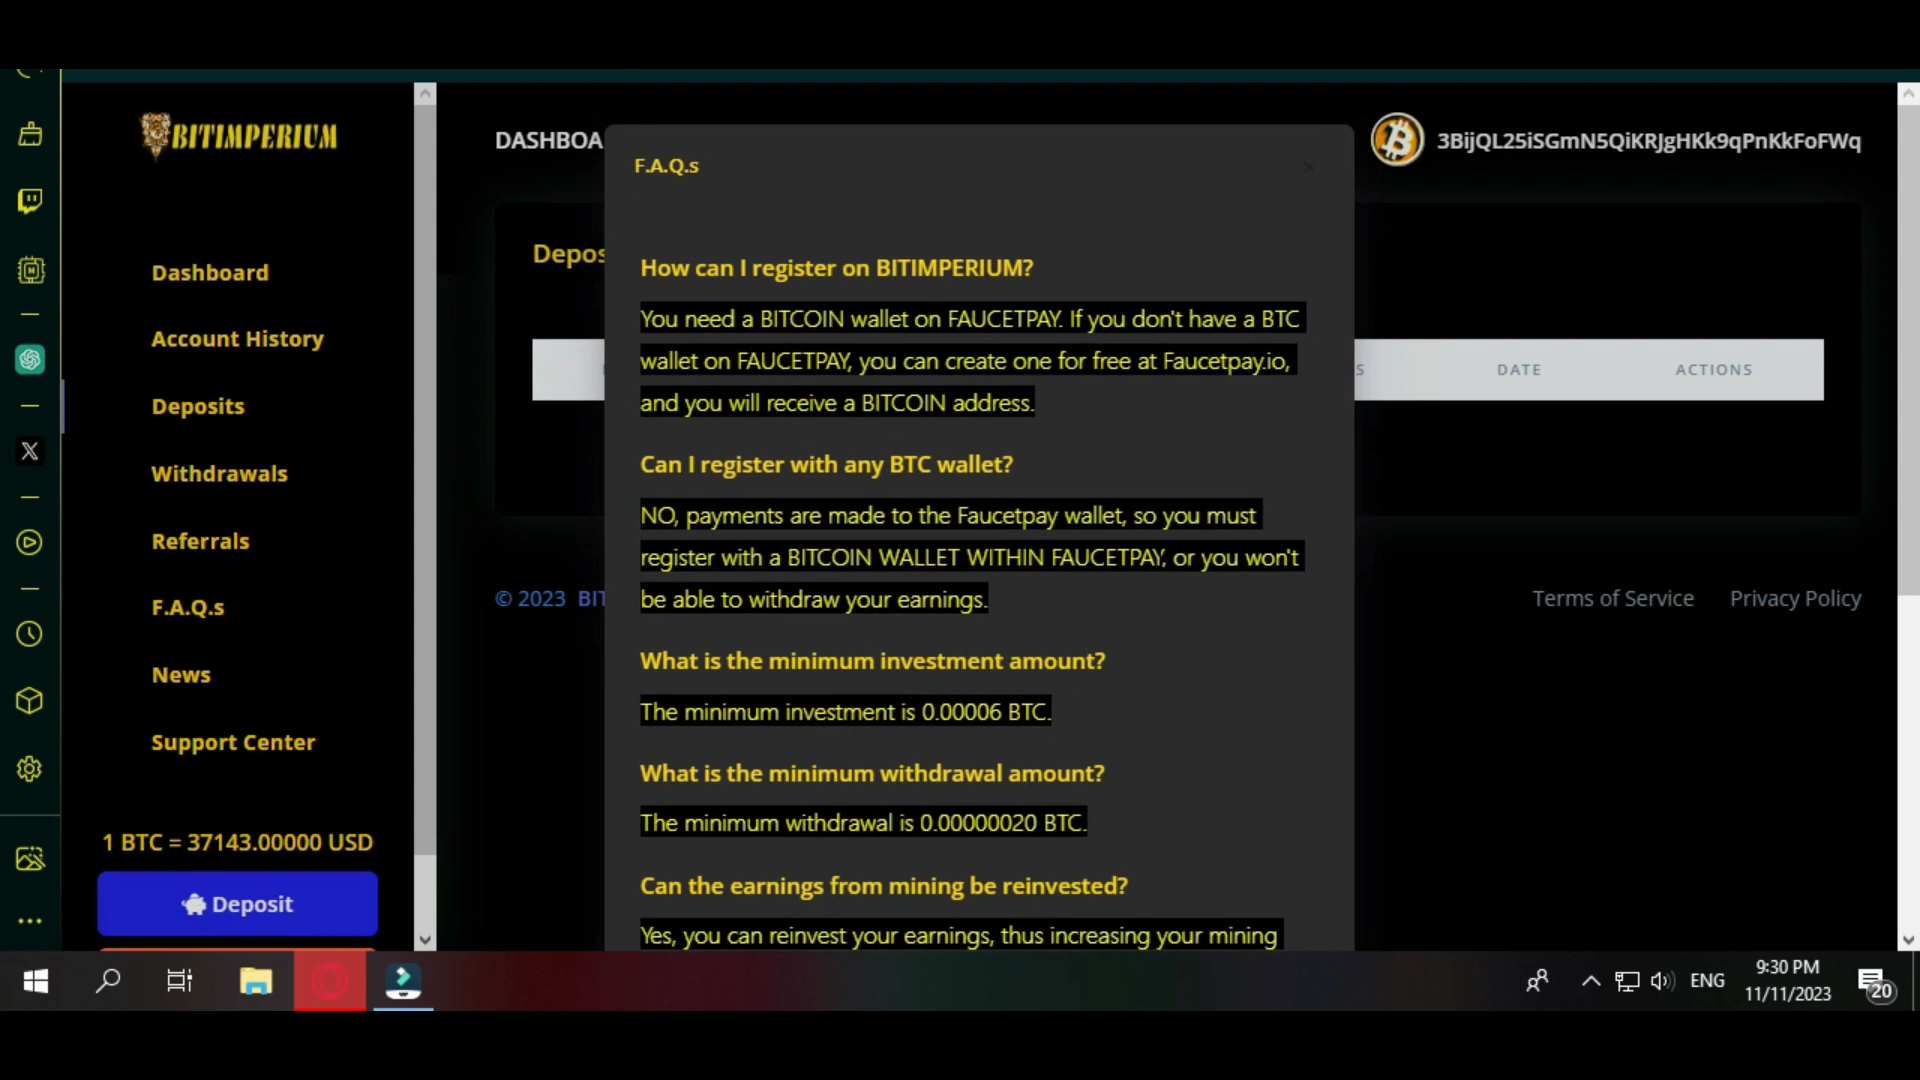 BITIMPERIUM
Dashboard
Account History
Deposits
Withdrawals
Referrals
F.A.Q.s
News
Support Center
1 BTC = 37143.00000 USD
Deposit
DASHBOA
3BijQL25iSGmN5QiKRJgHKk9qPnKkFoFWq
Depos
S DATE ACTIONS
© 2023 BIT
Terms of Service Privacy Policy
F.A.Q.s ×
How can I register on BITIMPERIUM?
You need a BITCOIN wallet on FAUCETPAY. If you don't have a BTC
wallet on FAUCETPAY, you can create one for free at Faucetpay.io,
and you will receive a BITCOIN address.
Can I register with any BTC wallet?
NO, payments are made to the Faucetpay wallet, so you must
register with a BITCOIN WALLET WITHIN FAUCETPAY, or you won't
be able to withdraw your earnings.
What is the minimum investment amount?
The minimum investment is 0.00006 BTC.
What is the minimum withdrawal amount?
The minimum withdrawal is 0.00000020 BTC.
Can the earnings from mining be reinvested?
Yes, you can reinvest your earnings, thus increasing your mining
ENG
9:30 PM
11/11/2023
20